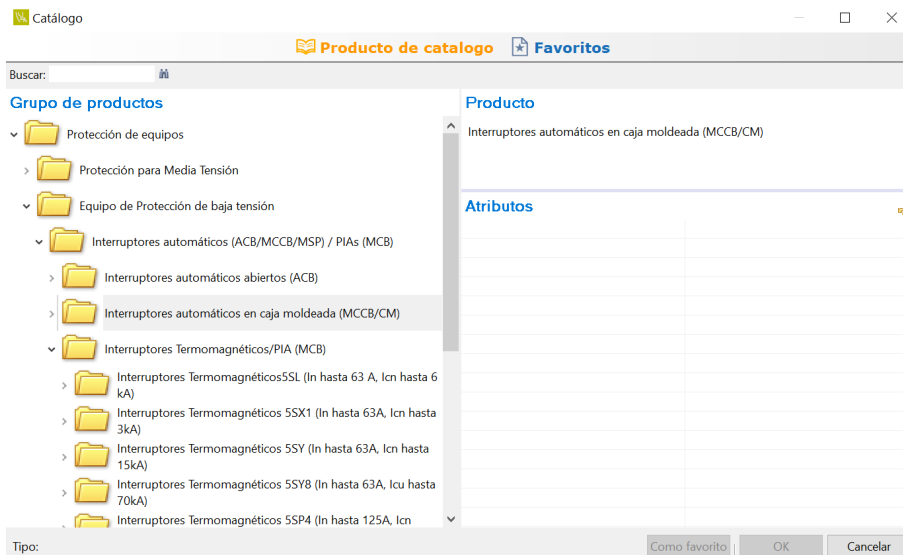 Catálogo
Producto de catalogo
Favoritos
Buscar:
Grupo de productos
Protección de equipos
Protección para Media Tensión
Equipo de Protección de baja tensión
Interruptores automáticos (ACB/MCCB/MSP) / PIAs (MCB)
Interruptores automáticos abiertos (ACB)
Interruptores automáticos en caja moldeada (MCCB/CM)
Interruptores Termomagnéticos/PIA (MCB)
Interruptores Termomagnéticos5SL (In hasta 63 A, Icn hasta 6
kA)
Interruptores Termomagnéticos 5SX1 (In hasta 63A, Icn hasta
3kA)
Interruptores Termomagnéticos 5SY (In hasta 63A, Icn hasta
15kA)
Interruptores Termomagnéticos 5SY8 (In hasta 63A, Icu hasta
70kA)
Interruptores Termomagnéticos 5SP4 (In hasta 125A, Icn
Producto
Interruptores automáticos en caja moldeada (MCCB/CM)
Atributos
Tipo:
Como favorito
OK
Cancelar